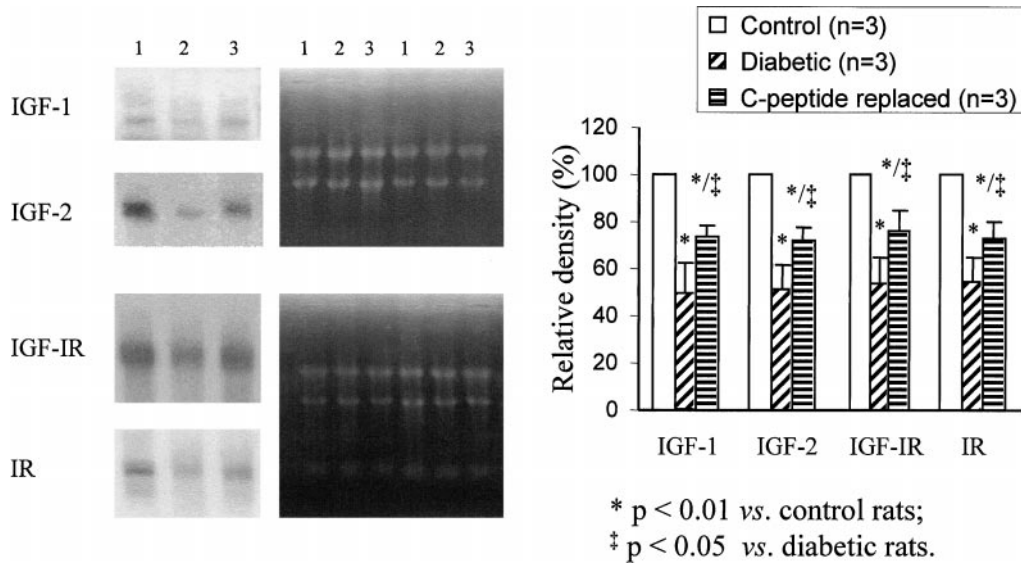 1 2 3 1 2 3 1 2 3
IGF-1
IGF-2
IGF-IR
IR
Control (n=3)
Diabetic (n=3)
C-peptide replaced (n=3)
Relative density (%)
120
100
80
60
40
20
0
*/‡ */‡ */‡ */‡
* * * *
IGF-1 IGF-2 IGF-IR IR
* p < 0.01 vs. control rats;
‡ p < 0.05 vs. diabetic rats.